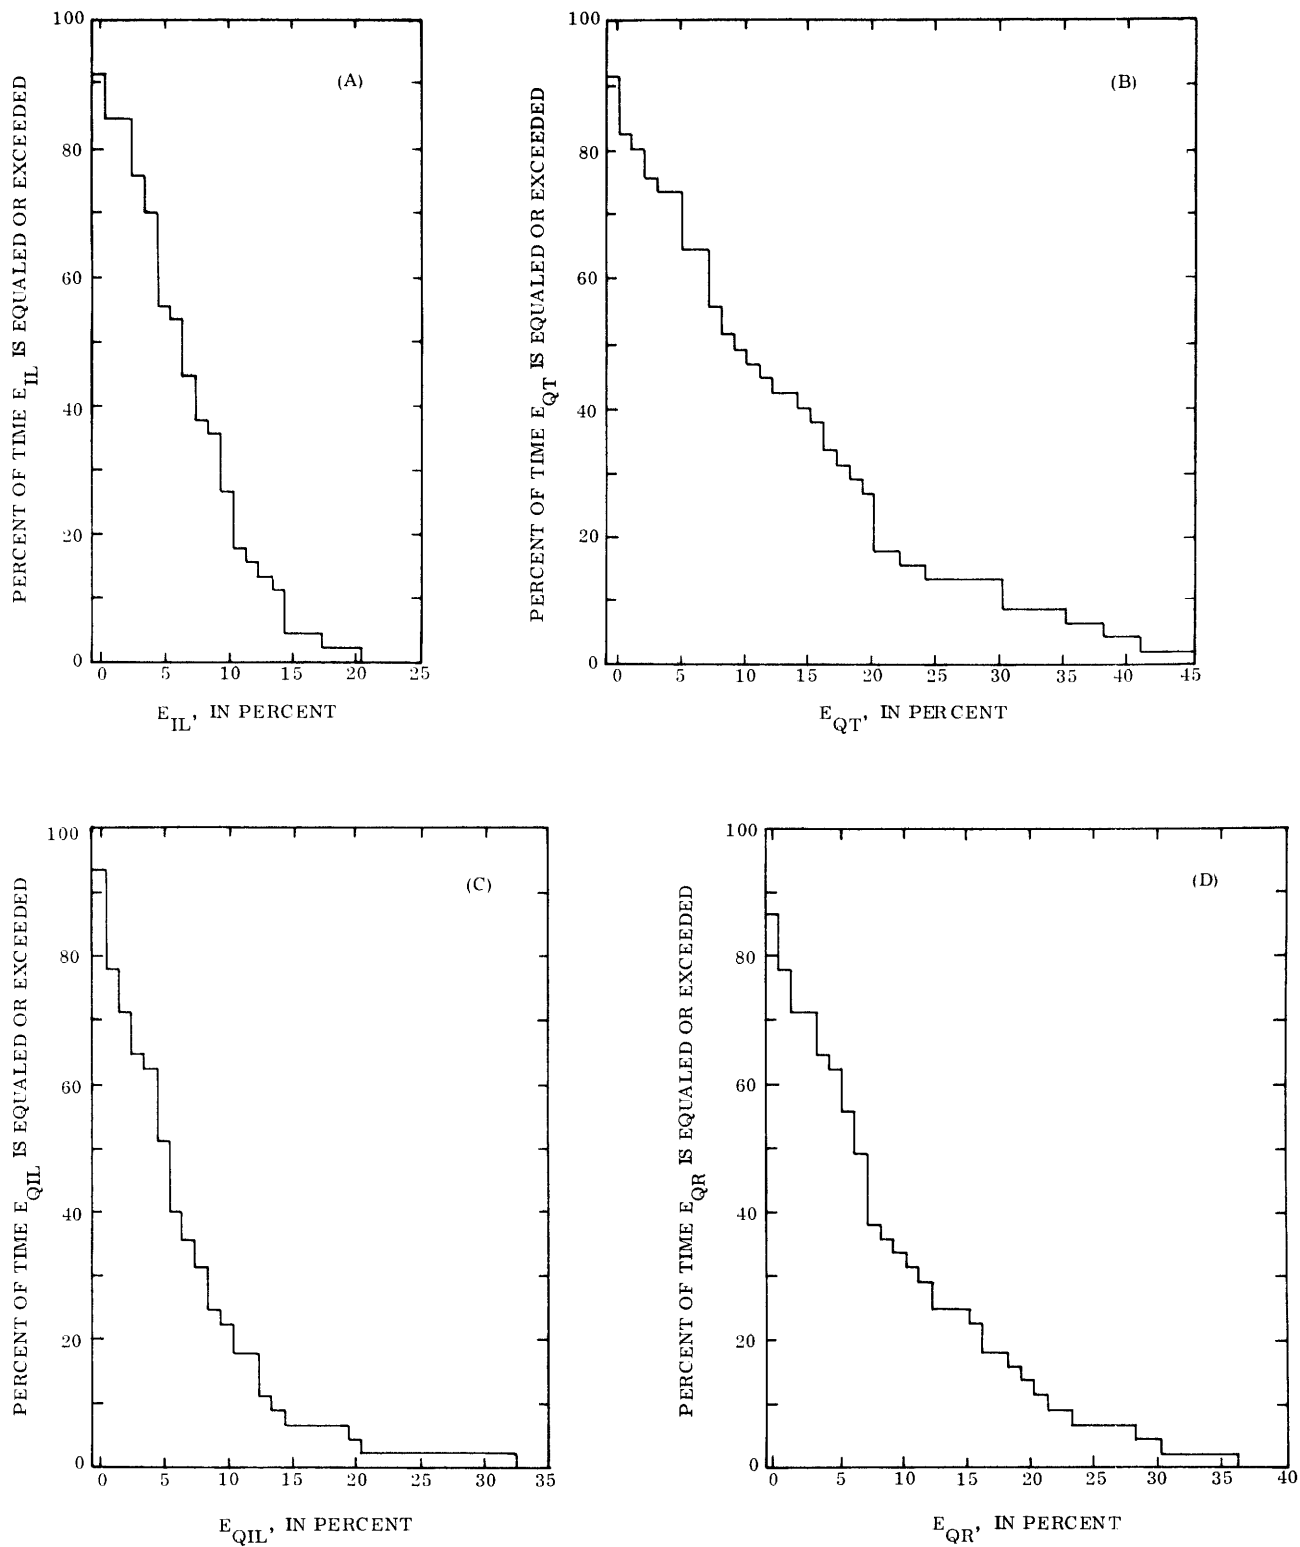 (A)
PERCENT OF TIME E_IL IS EQUALED OR EXCEEDED
100
80
60
40
20
0
0 5 10 15 20 25
E_IL, IN PERCENT
(B)
PERCENT OF TIME E_QT IS EQUALED OR EXCEEDED
100
80
60
40
20
0
0 5 10 15 20 25 30 35 40 45
E_QT, IN PERCENT
(C)
PERCENT OF TIME E_QIL IS EQUALED OR EXCEEDED
100
80
60
40
20
0
0 5 10 15 20 25 30 35
E_QIL, IN PERCENT
(D)
PERCENT OF TIME E_QR IS EQUALED OR EXCEEDED
100
80
60
40
20
0
0 5 10 15 20 25 30 35 40
E_QR, IN PERCENT